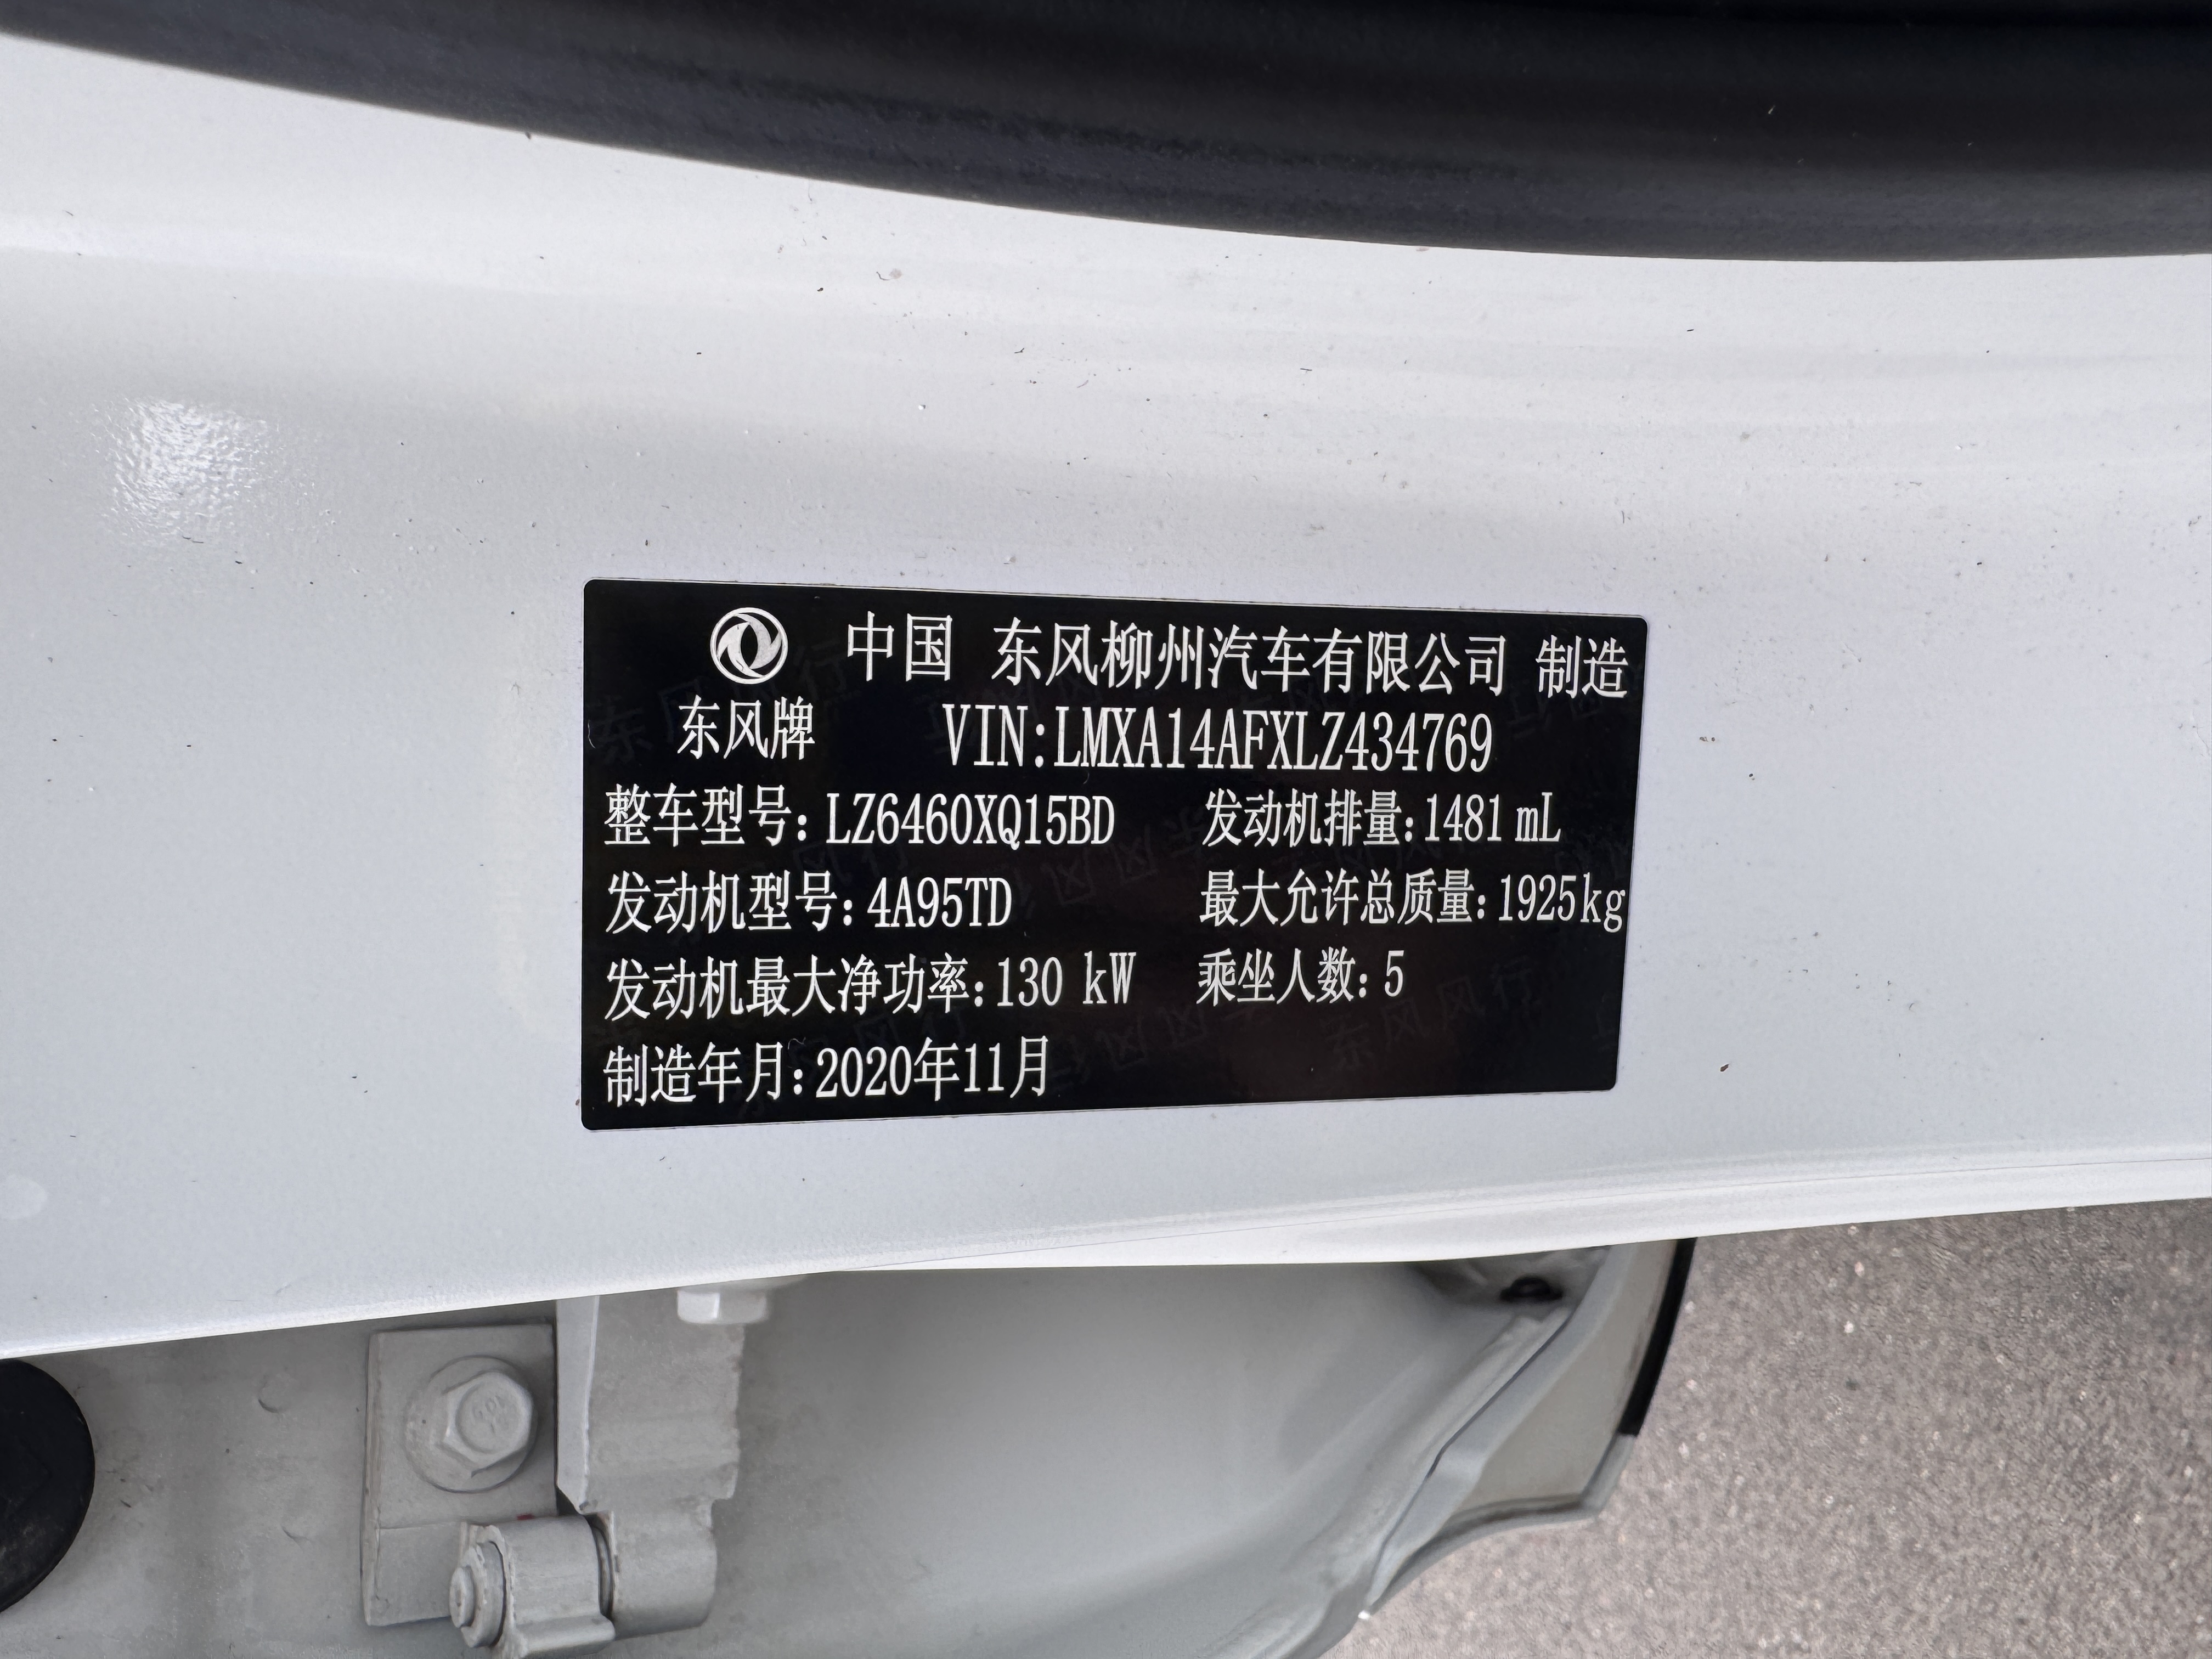 中国 东风柳州汽车有限公司 制造
东风牌 VIN:LMXA14AFXLZ434769
整车型号: LZ6460XQ15BD 发动机排量:1481 mL
发动机型号: 4A95TD 最大允许总质量:1925kg
发动机最大净功率:130 kW 乘坐人数: 5
制造年月:2020年11月